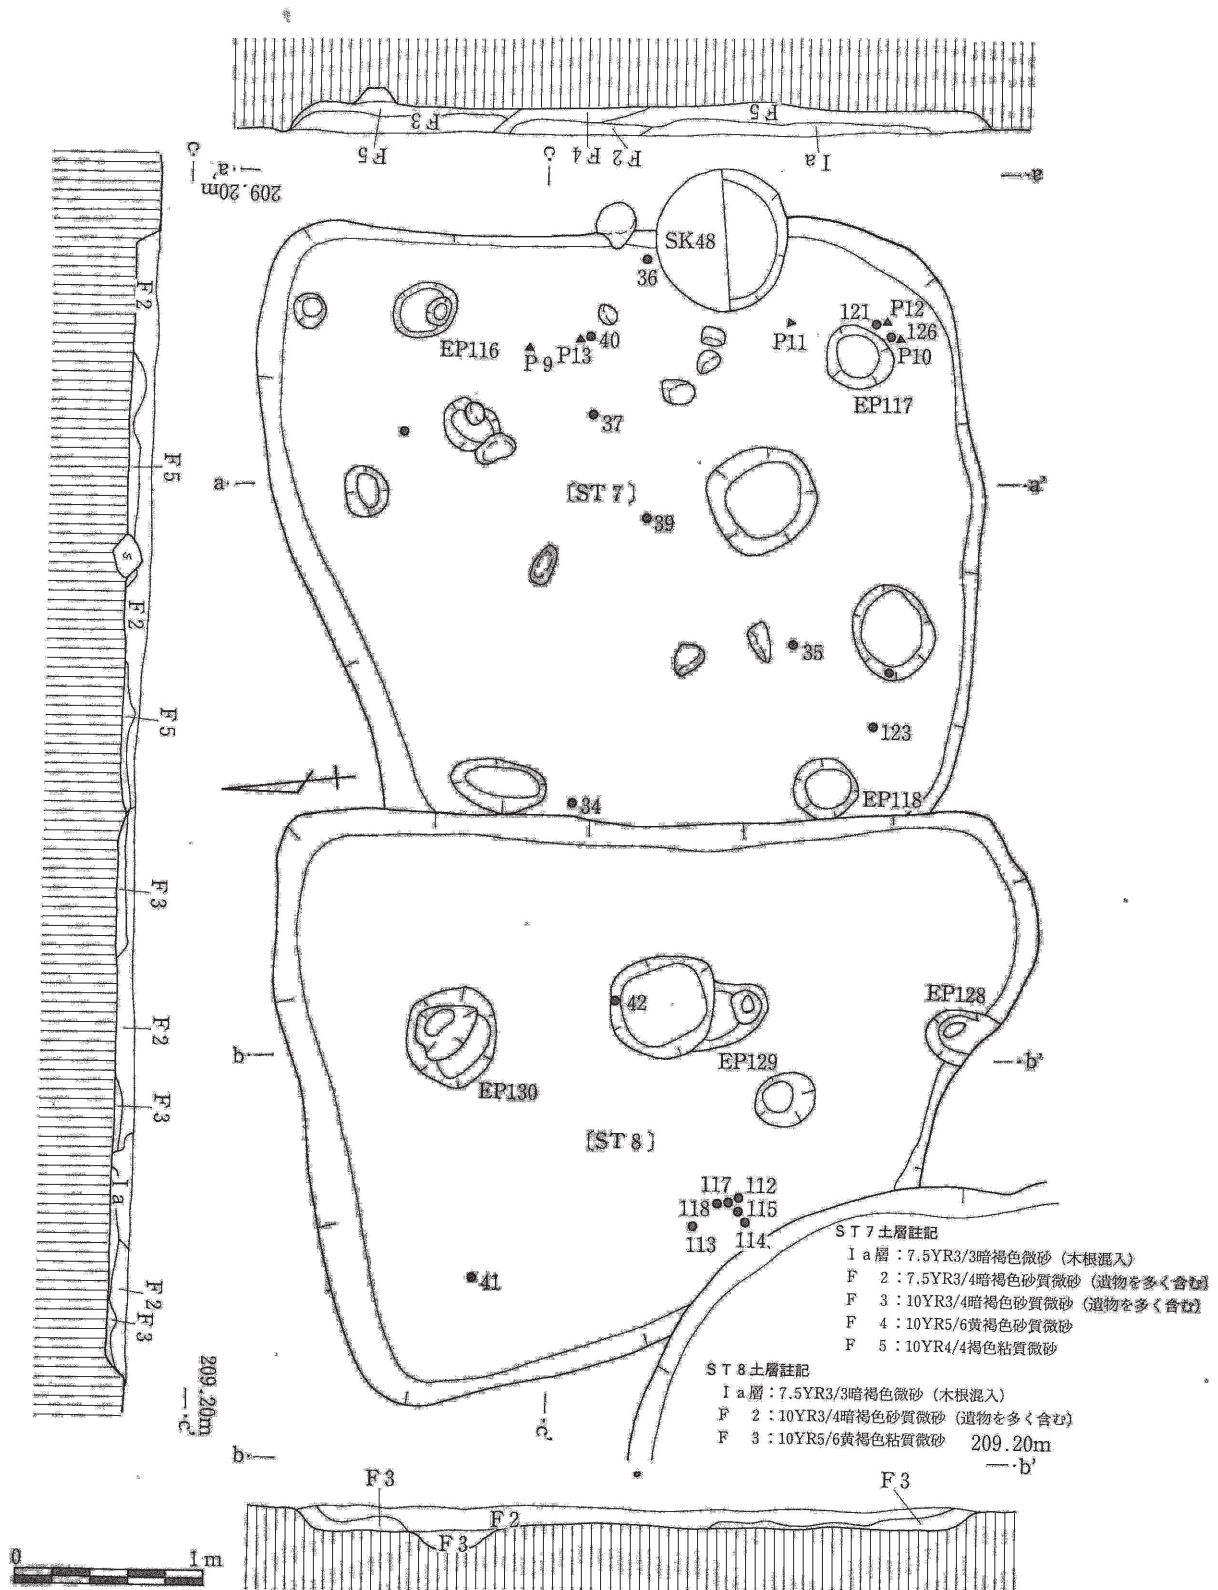 F5
F3
F5
F4
F2
Ia
c
c
a'
a
209.20m
SK48
36
F2
121
P12
126
P10
P11
EP116
40
P13
P9
EP117
37
F5
a
〔ST7〕
a'
39
F2
35
F5
123
34
EP118
F3
42
EP128
F2
b
EP129
b'
EP130
F3
〔ST8〕
Ia
117
112
118
115
113
114
41
F2
F3
ST7土層註記
Ia層:7.5YR3/3暗褐色微砂(木根混入)
F 2:7.5YR3/4暗褐色砂質微砂(遺物を多く含む)
F 3:10YR3/4暗褐色砂質微砂(遺物を多く含む)
F 4:10YR5/6黄褐色砂質微砂
F 5:10YR4/4褐色粘質微砂
ST8土層註記
Ia層:7.5YR3/3暗褐色微砂(木根混入)
F 2:10YR3/4暗褐色砂質微砂(遺物を多く含む)
F 3:10YR5/6黄褐色粘質微砂
209.20m
c'
c'
b
209.20m
b'
F3
F3
F2
F3
0
1m